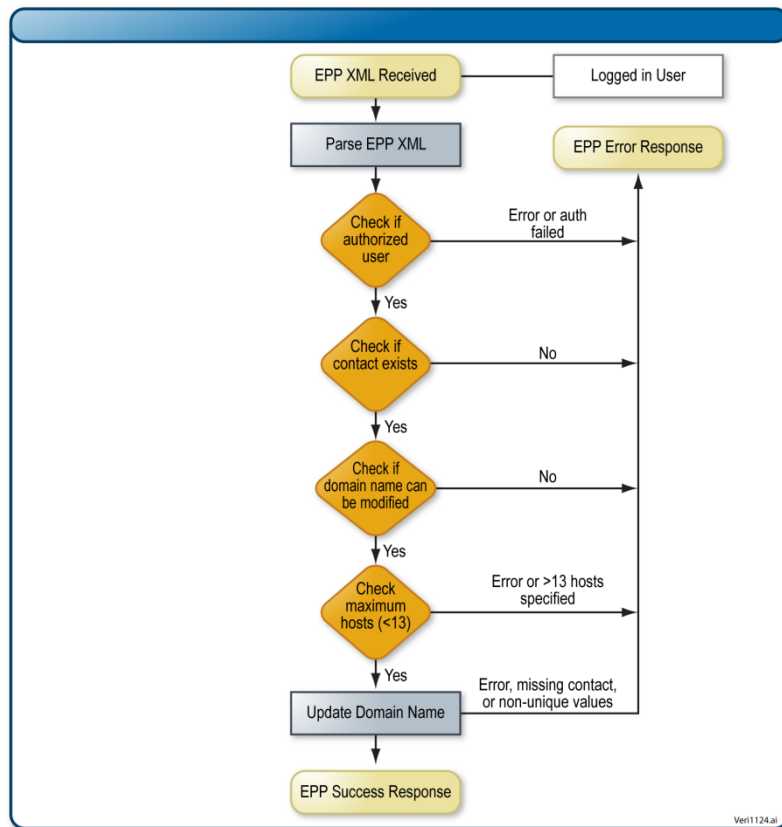 EPP XML Received
Logged in User
Parse EPP XML
EPP Error Response
Check if
authorized
user
Error or auth
failed
Yes
Check if
contact exists
No
Yes
Check if
domain name can
be modified
No
Yes
Check
maximum
hosts (<13)
Error or >13 hosts
specified
Yes
Update Domain Name
Error, missing contact,
or non-unique values
EPP Success Response
Veri1124.ai